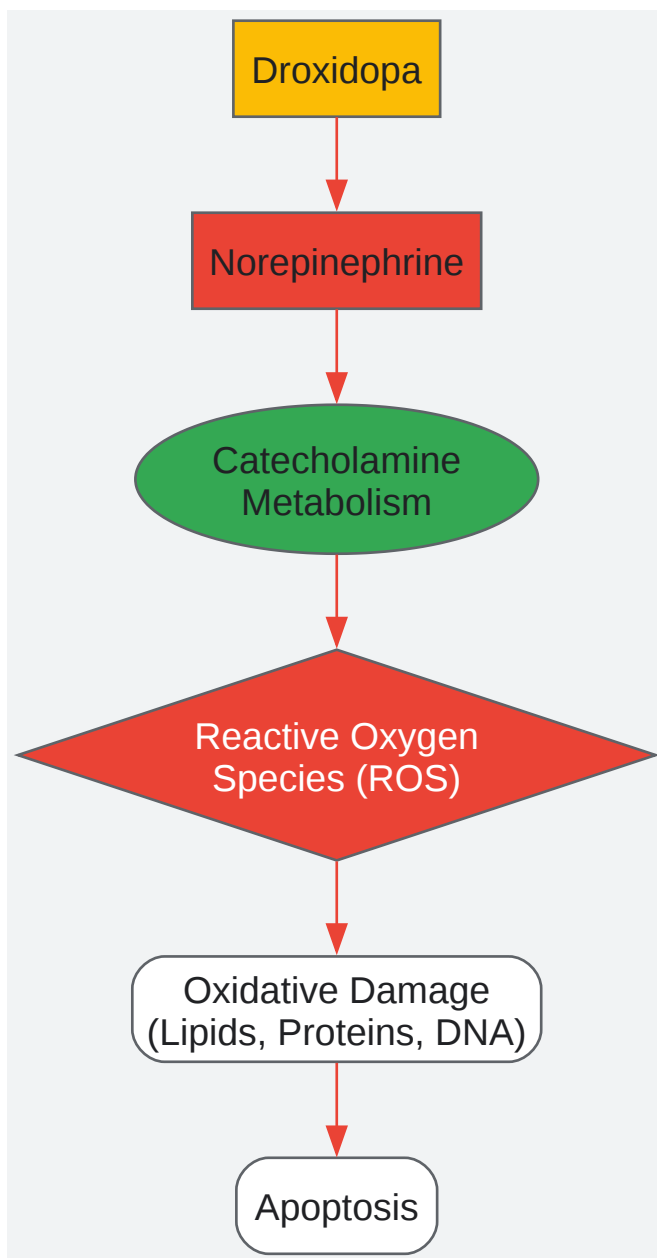 Droxidopa
Norepinephrine
Catecholamine
Metabolism
Reactive Oxygen
Species (ROS)
Oxidative Damage
(Lipids, Proteins, DNA)
Apoptosis